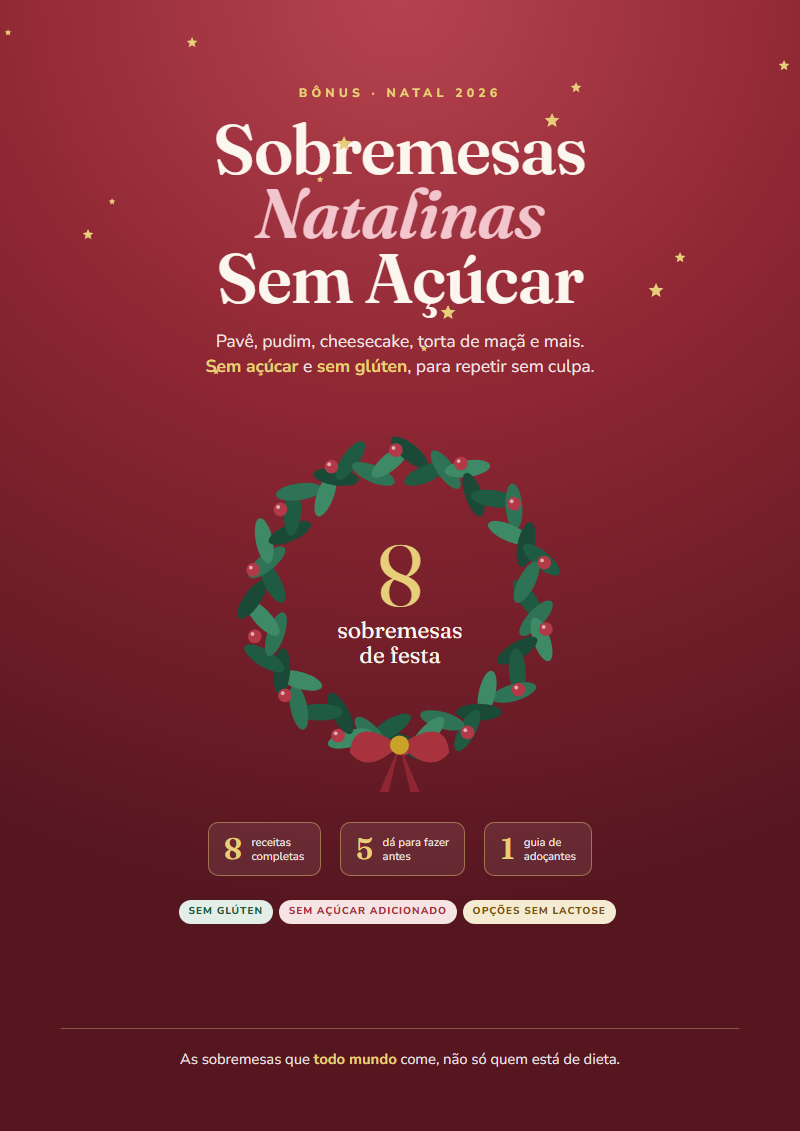 BÔNUS · NATAL 2026
Sobremesas
Natalinas
Sem Açúcar
Pavê, pudim, cheesecake, torta de maçã e mais.
Sem açúcar e sem glúten, para repetir sem culpa.
8
sobremesas
de festa
8 receitas
completas
5 dá para fazer
antes
1 guia de
adoçantes
SEM GLÚTEN
SEM AÇÚCAR ADICIONADO
OPÇÕES SEM LACTOSE
As sobremesas que todo mundo come, não só quem está de dieta.